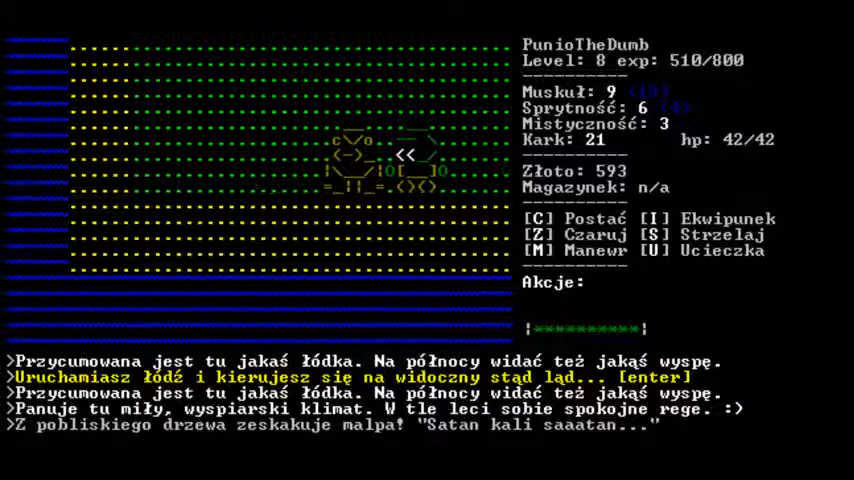 PunioTheDumb
Level: 8 exp: 510/800
----------
Muskuł: 9 (10)
Sprytność: 6
Mistyczność: 3
Kark: 21 hp: 42/42
----------
Złoto: 593
Magazynek: n/a
----------
[C] Postać [I] Ekwipunek
[Z] Czaruj [S] Strzelaj
[M] Manewr [U] Ucieczka
----------
Akcje:
>Przycumowana jest tu jakaś łódka. Na północy widać też jakąś wyspę.
>Uruchamiasz łódź i kierujesz się na widoczny stąd ląd... [enter]
>Przycumowana jest tu jakaś łódka. Na północy widać też jakąś wyspę.
>Panuje tu miły, wyspiarski klimat. W tle leci sobie spokojne rege. :)
>Z pobliskiego drzewa zeskakuje malpa! "Satan kali saaatan..."